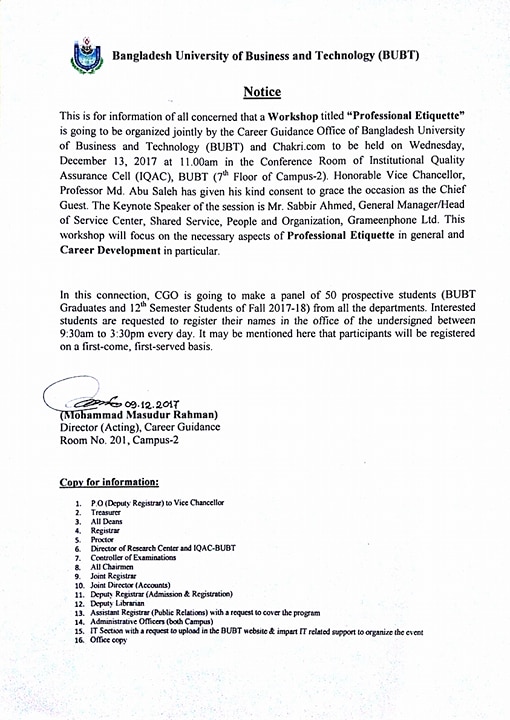 Bangladesh University of Business and Technology (BUBT)
Notice
This is for information of all concerned that a Workshop titled “Professional Etiquette”
is going to be organized jointly by the Career Guidance Office of Bangladesh University
of Business and Technology (BUBT) and Chakri.com to be held on Wednesday,
December 13, 2017 at 11.00am in the Conference Room of Institutional Quality
Assurance Cell (IQAC), BUBT (7th Floor of Campus-2). Honorable Vice Chancellor,
Professor Md. Abu Saleh has given his kind consent to grace the occasion as the Chief
Guest. The Keynote Speaker of the session is Mr. Sabbir Ahmed, General Manager/Head
of Service Center, Shared Service, People and Organization, Grameenphone Ltd. This
workshop will focus on the necessary aspects of Professional Etiquette in general and
Career Development in particular.
In this connection, CGO is going to make a panel of 50 prospective students (BUBT
Graduates and 12th Semester Students of Fall 2017-18) from all the departments. Interested
students are requested to register their names in the office of the undersigned between
9:30am to 3:30pm every day. It may be mentioned here that participants will be registered
on a first-come, first-served basis.
09.12.2017
(Mohammad Masudur Rahman)
Director (Acting), Career Guidance
Room No. 201, Campus-2
Copy for information:
1. P.O (Deputy Registrar) to Vice Chancellor
2. Treasurer
3. All Deans
4. Registrar
5. Proctor
6. Director of Research Center and IQAC-BUBT
7. Controller of Examinations
8. All Chairmen
9. Joint Registrar
10. Joint Director (Accounts)
11. Deputy Registrar (Admission & Registration)
12. Deputy Librarian
13. Assistant Registrar (Public Relations) with a request to cover the program
14. Administrative Officers (both Campus)
15. IT Section with a request to upload in the BUBT website & impart IT related support to organize the event
16. Office copy